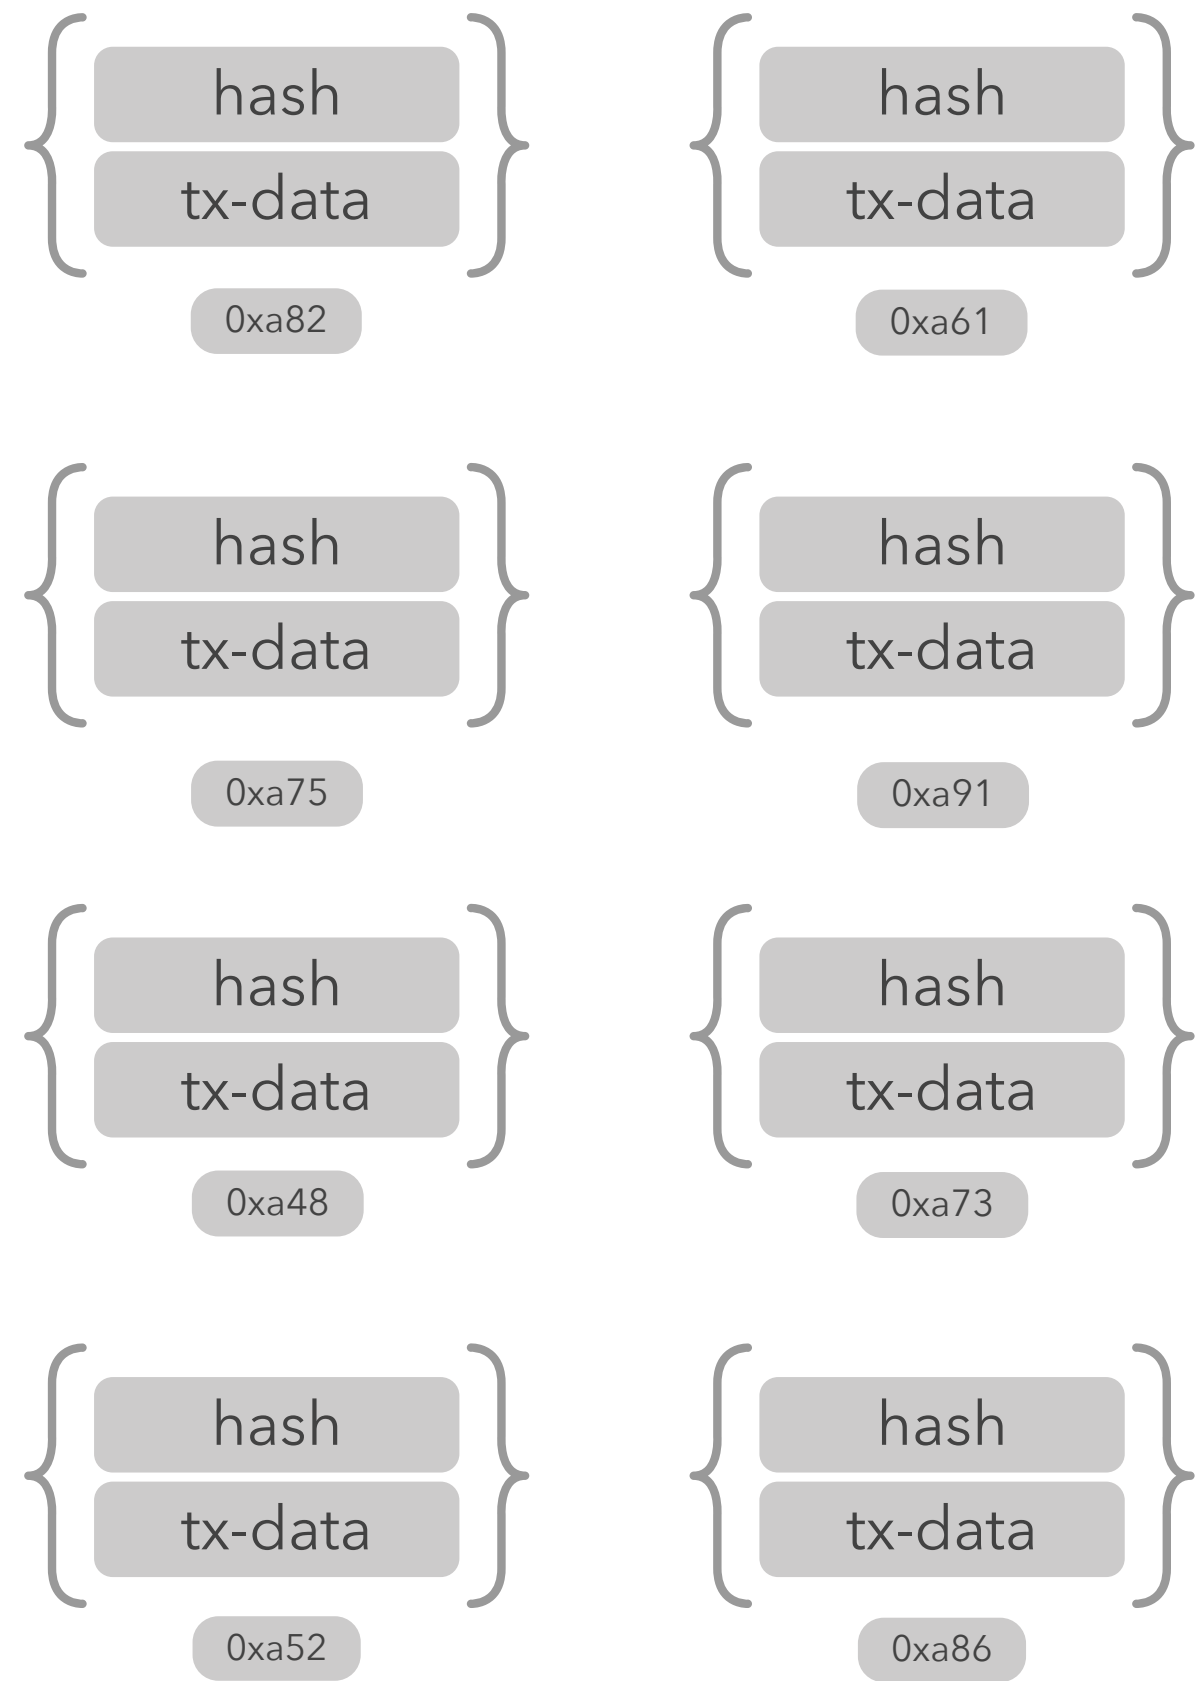 hash
tx-data
0xa82
hash
tx-data
0xa61
hash
tx-data
0xa75
hash
tx-data
0xa91
hash
tx-data
0xa48
hash
tx-data
0xa73
hash
tx-data
0xa52
hash
tx-data
0xa86